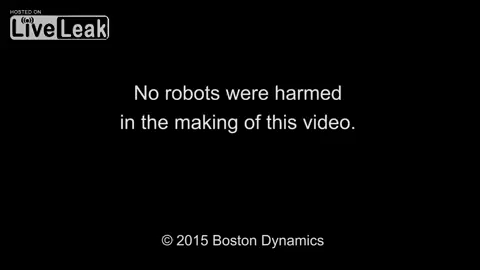 HOSTED ON
LiveLeak
No robots were harmed
in the making of this video.
© 2015 Boston Dynamics